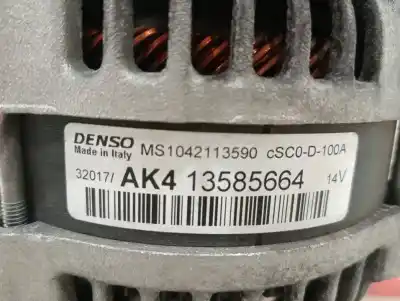 DENSO MS1042113590 cSC0-D-100A
Made in Italy
32017/ AK4 13585664 14V